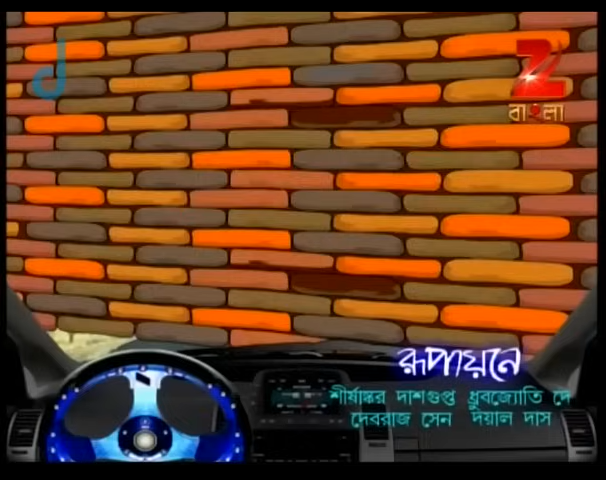 বাংলা
রূপায়নে
শীর্ষাঙ্কর দাশগুপ্ত ধ্রুবজ্যোতি দে
দেবরাজ সেন দয়াল দাস